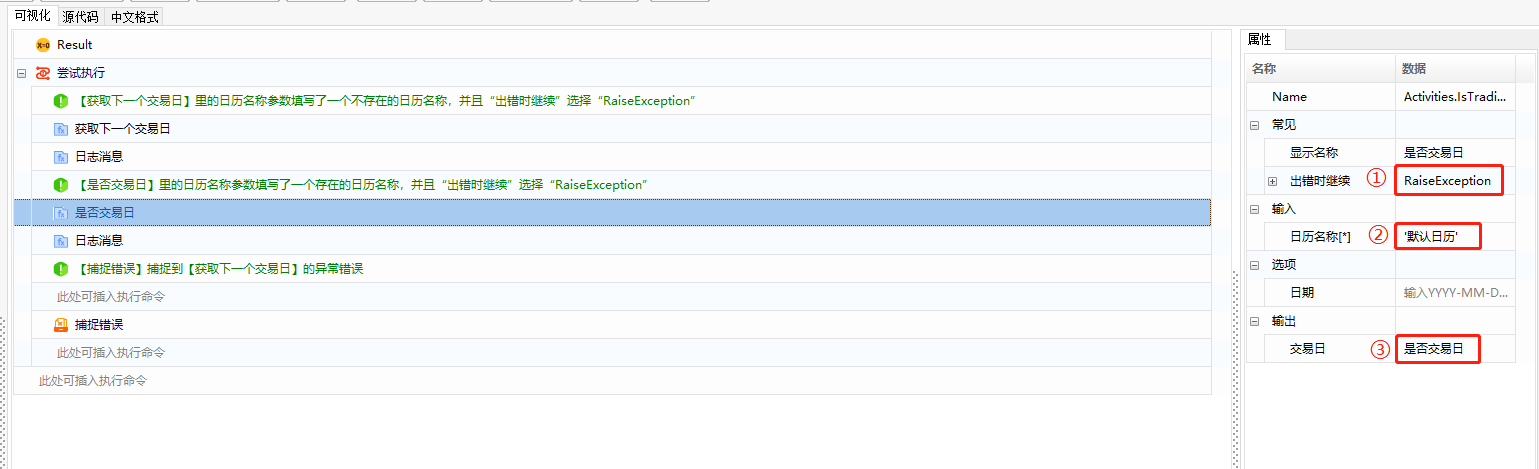 可视化 源代码 中文格式
Result
尝试执行
【获取下一个交易日】里的日历名称参数填写了一个不存在的日历名称，并且“出错时继续”选择“RaiseException”
获取下一个交易日
日志消息
【是否交易日】里的日历名称参数填写了一个存在的日历名称，并且“出错时继续”选择“RaiseException”
是否交易日
日志消息
【捕捉错误】捕捉到【获取下一个交易日】的异常错误
此处可插入执行命令
捕捉错误
此处可插入执行命令
此处可插入执行命令
属性
名称 数据
Name Activities.IsTradi...
常见
显示名称 是否交易日
出错时继续 ① RaiseException
输入
日历名称[*] ② '默认日历'
选项
日期 输入YYYY-MM-D...
输出
交易日 ③ 是否交易日